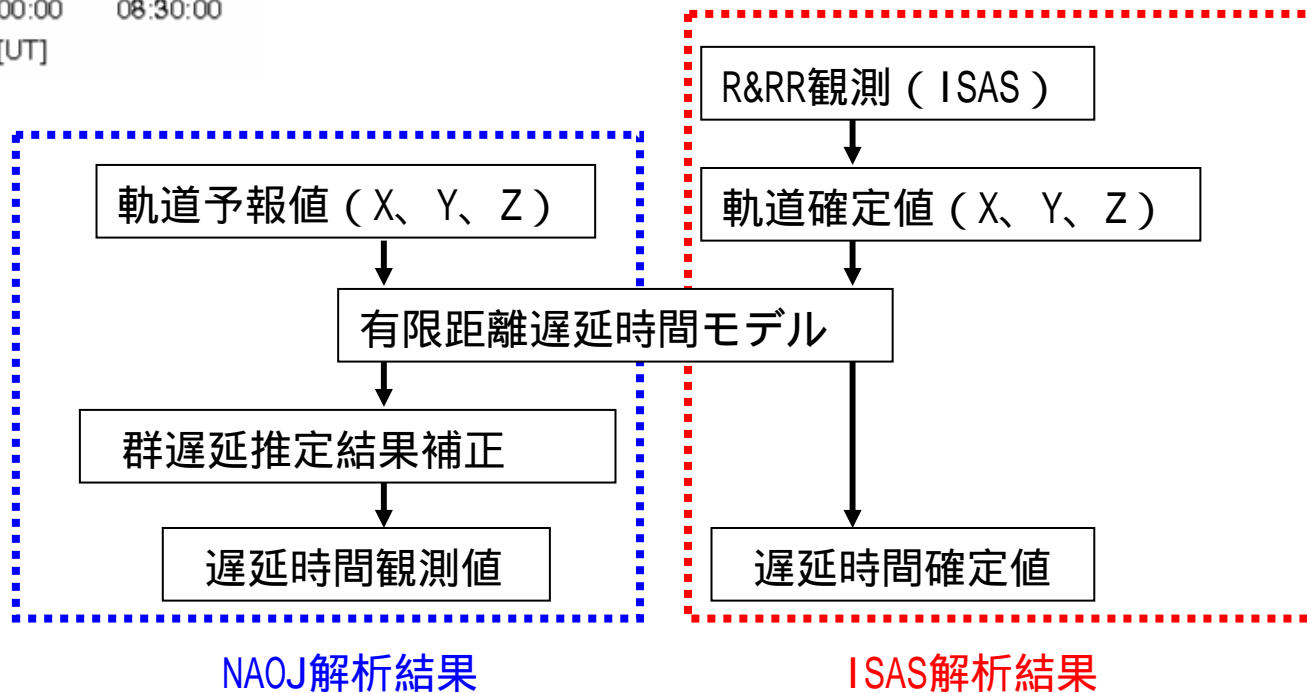 00:00 08:30:00
[UT]
R&RR観測（ISAS）
軌道予報値（X、Y、Z）
軌道確定値（X、Y、Z）
有限距離遅延時間モデル
群遅延推定結果補正
遅延時間観測値
遅延時間確定値
NAOJ解析結果
ISAS解析結果